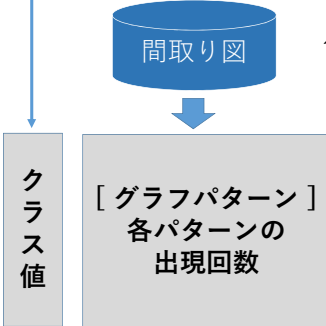 間取り図
クラス値
[ グラフパターン ]
各パターンの
出現回数